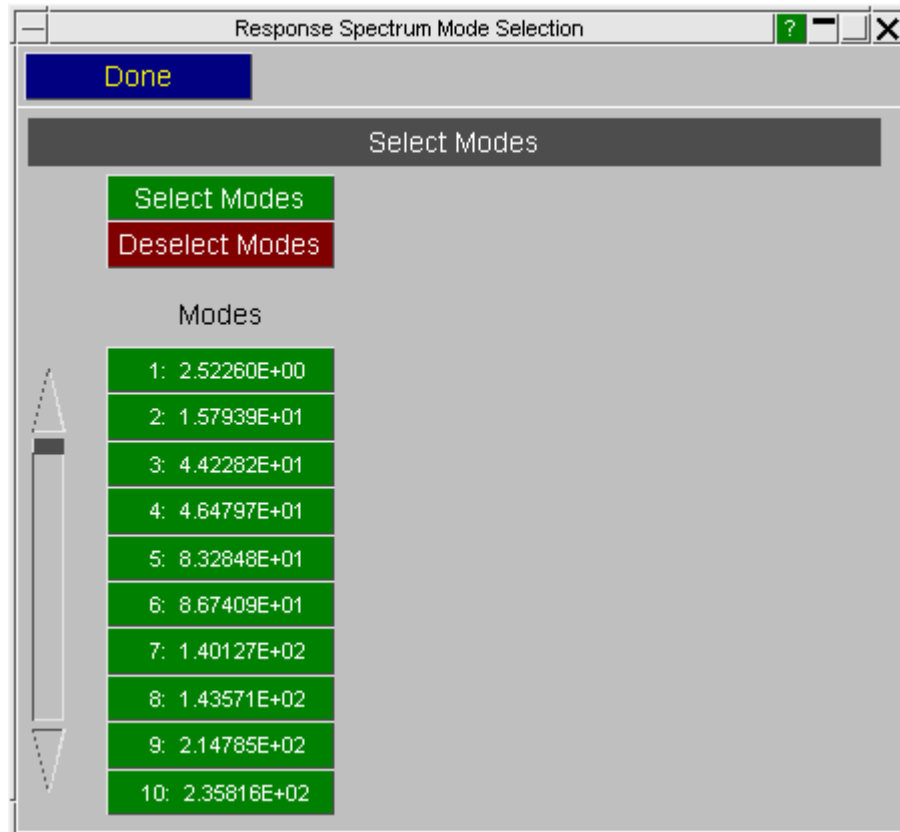 Response Spectrum Mode Selection ?
Done
Select Modes
Select Modes
Deselect Modes
Modes
1: 2.52260E+00
2: 1.57939E+01
3: 4.42282E+01
4: 4.64797E+01
5: 8.32848E+01
6: 8.67409E+01
7: 1.40127E+02
8: 1.43571E+02
9: 2.14785E+02
10: 2.35816E+02